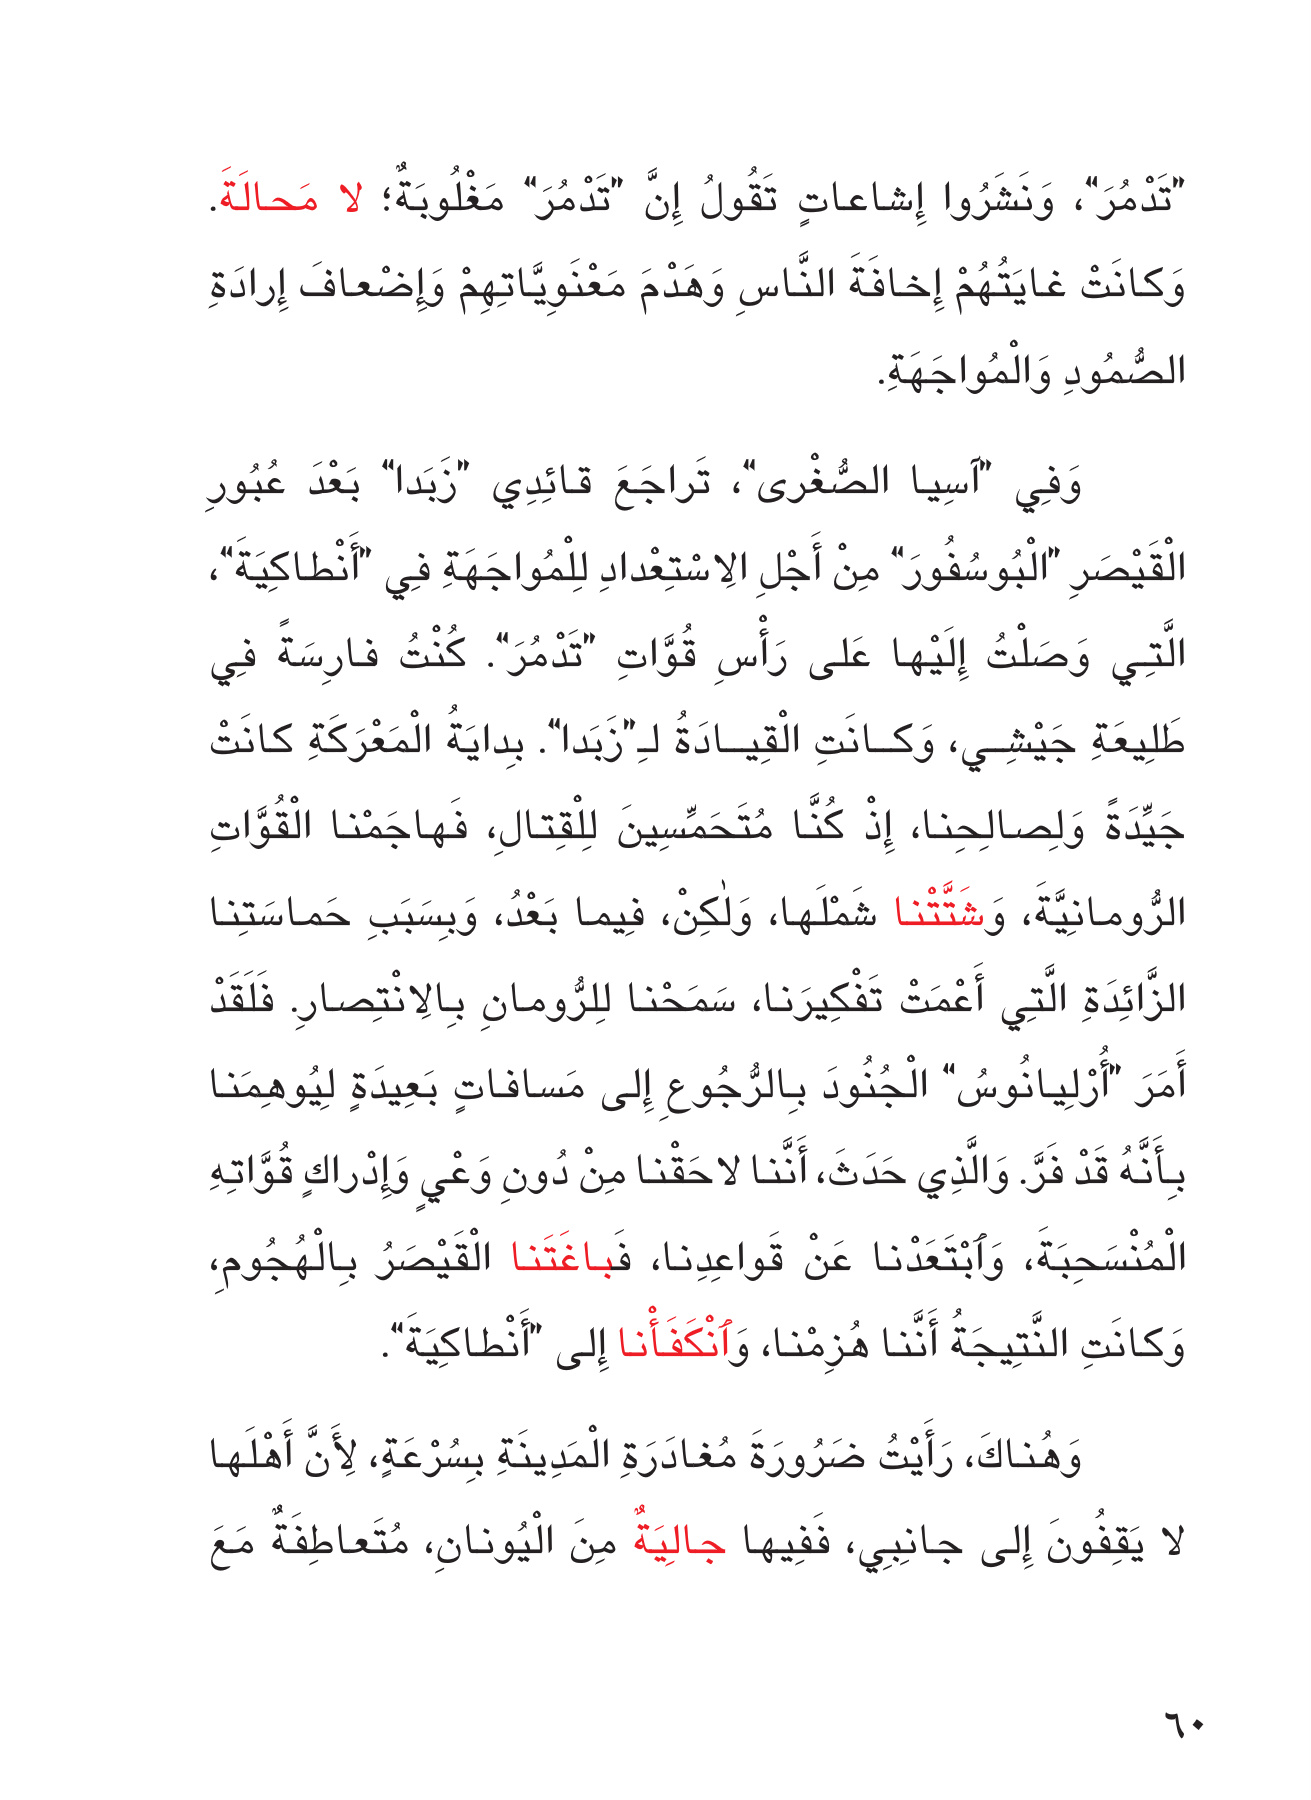 "تَدْمُرَ"، وَنَشَرُوا إِشاعاتٍ تَقُولُ إِنَّ "تَدْمُرَ" مَغْلُوبَةٌ؛ لا مَحالَةَ.
وَكانَتْ غايَتُهُمْ إِخافَةَ النَّاسِ وَهَدْمَ مَعْنَوِيَّاتِهِمْ وَإِضْعافَ إِرادَةِ
الصُّمُودِ وَالْمُواجَهَةِ.
وَفِي "آسِيا الصُّغْرى"، تَراجَعَ قائِدِي "زَبَدا" بَعْدَ عُبُورِ
الْقَيْصَرِ "الْبُوسُفُورَ" مِنْ أَجْلِ الِاسْتِعْدادِ لِلْمُواجَهَةِ فِي "أَنْطاكِيَةَ"،
الَّتِي وَصَلْتُ إِلَيْها عَلى رَأْسِ قُوَّاتِ "تَدْمُرَ". كُنْتُ فارِسَةً فِي
طَلِيعَةِ جَيْشِي، وَكانَتِ الْقِيادَةُ لِـ"زَبَدا". بِدايَةُ الْمَعْرَكَةِ كانَتْ
جَيِّدَةً وَلِصالِحِنا، إِذْ كُنَّا مُتَحَمِّسِينَ لِلْقِتالِ، فَهاجَمْنا الْقُوَّاتِ
الرُّومانِيَّةَ، وَشَتَّتْنا شَمْلَها، وَلٰكِنْ، فِيما بَعْدُ، وَبِسَبَبِ حَماسَتِنا
الزَّائِدَةِ الَّتِي أَعْمَتْ تَفْكِيرَنا، سَمَحْنا لِلرُّومانِ بِالِانْتِصارِ. فَلَقَدْ
أَمَرَ "أُرْلِيانُوسُ" الْجُنُودَ بِالرُّجُوعِ إِلى مَسافاتٍ بَعِيدَةٍ لِيُوهِمَنا
بِأَنَّهُ قَدْ فَرَّ. وَالَّذِي حَدَثَ، أَنَّنا لاحَقْنا مِنْ دُونِ وَعْيٍ وَإِدْراكٍ قُوَّاتِهِ
الْمُنْسَحِبَةَ، وَٱبْتَعَدْنا عَنْ قَواعِدِنا، فَباغَتَنا الْقَيْصَرُ بِالْهُجُومِ،
وَكانَتِ النَّتِيجَةُ أَنَّنا هُزِمْنا، وَٱنْكَفَأْنا إِلى "أَنْطاكِيَةَ".
وَهُناكَ، رَأَيْتُ ضَرُورَةَ مُغادَرَةِ الْمَدِينَةِ بِسُرْعَةٍ، لِأَنَّ أَهْلَها
لا يَقِفُونَ إِلى جانِبِي، فَفِيها جالِيَةٌ مِنَ الْيُونانِ، مُتَعاطِفَةٌ مَعَ
٦٠